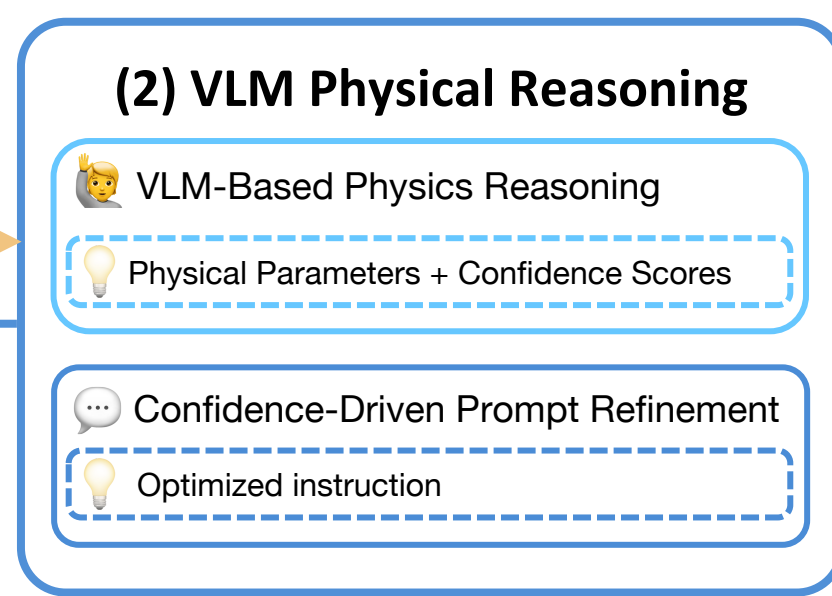 (2) VLM Physical Reasoning
VLM-Based Physics Reasoning
Physical Parameters + Confidence Scores
Confidence-Driven Prompt Refinement
Optimized instruction